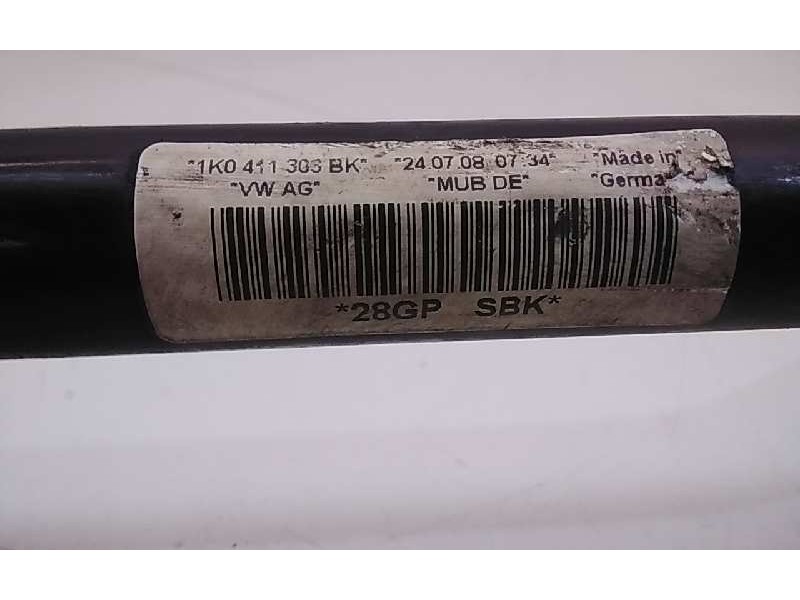 "1K0 411 303 BK" "24.07.08 07:34" "Made in"
"VW AG" "MUB DE" "Germa
*28GP SBK*